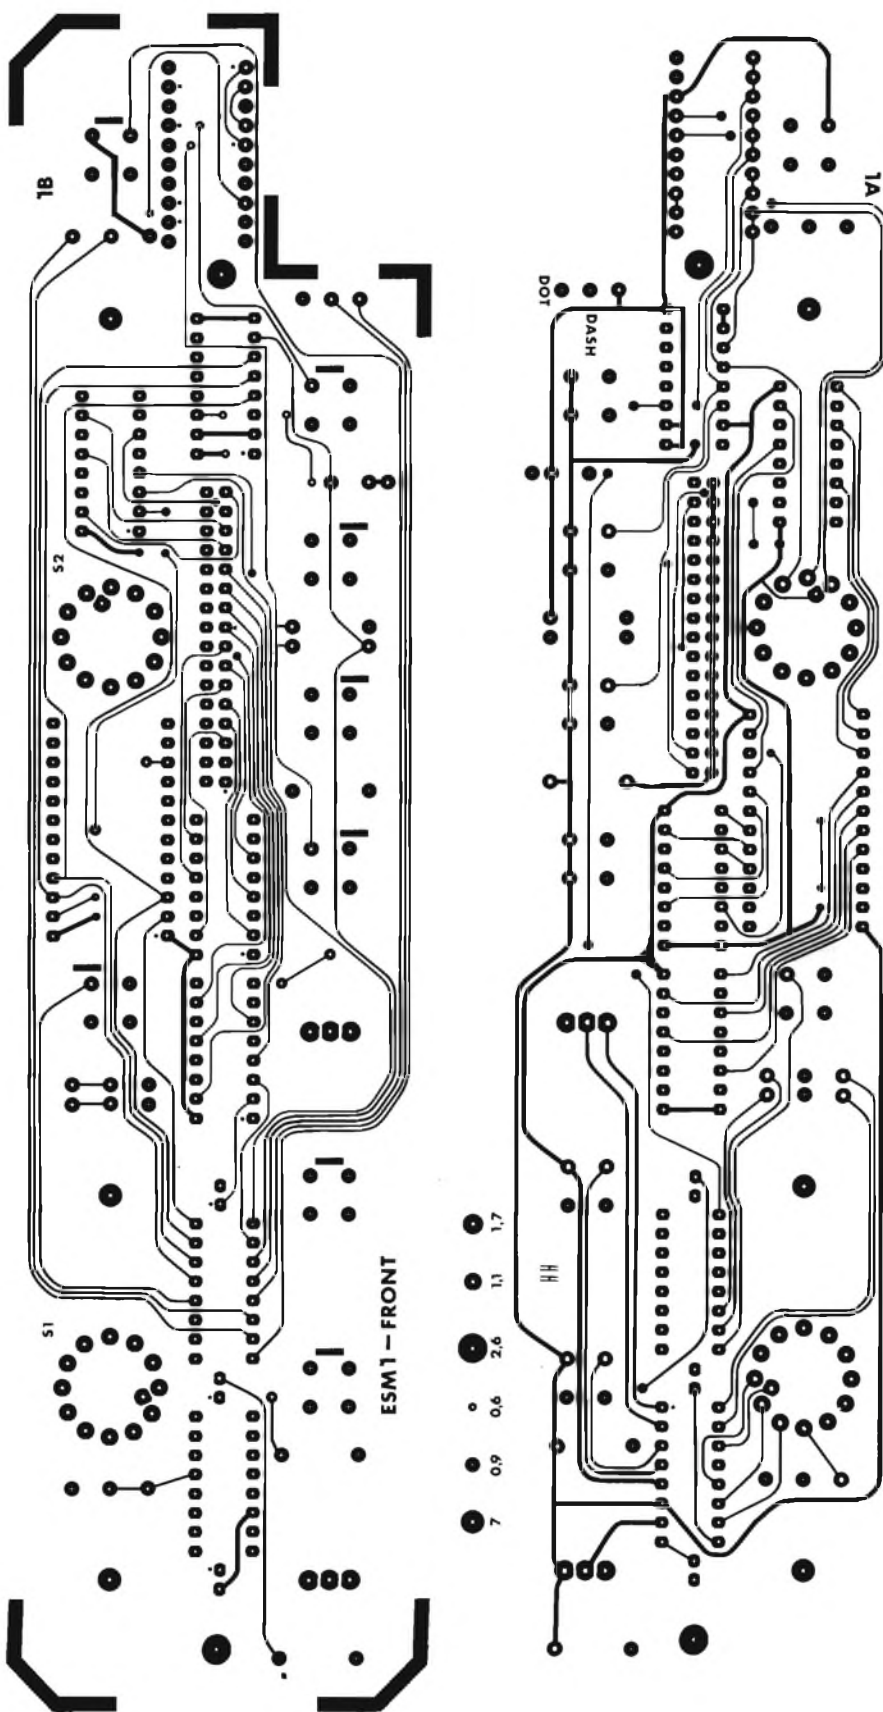 1B
1A
DOT
DASH
S2
S1
ESM1 – FRONT
1,7
1,1
2,6
0,6
0,9
7